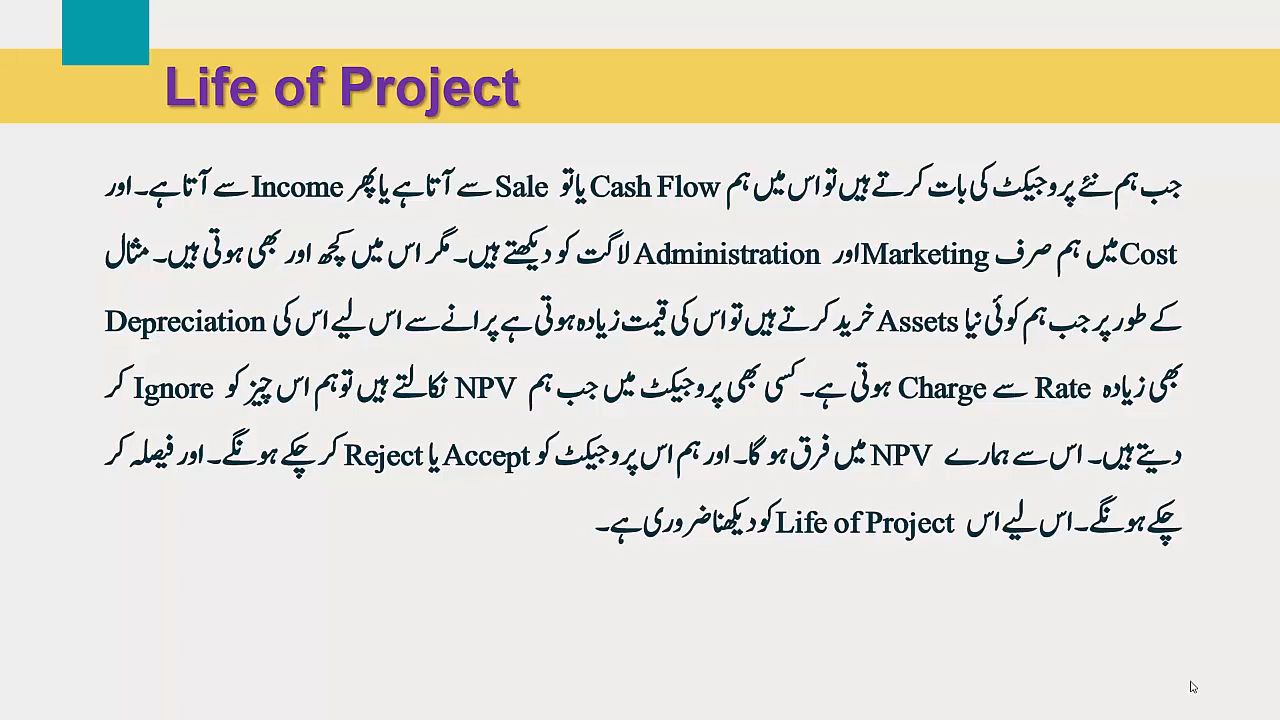 Life of Project
جب ہم نئے پروجیکٹ کی بات کرتے ہیں تو اس میں ہم Cash Flow یا تو Sale سے آتا ہے یا پھر Income سے آتا ہے۔ اور
Cost میں ہم صرف Marketing اور Administration لاگت کو دیکھتے ہیں۔ مگر اس میں کچھ اور بھی ہوتی ہیں۔ مثال
کے طور پر جب ہم کوئی نیا Assets خرید کرتے ہیں تو اس کی قیمت زیادہ ہوتی ہے پرانے سے اس لیے اس کی Depreciation
بھی زیادہ Rate سے Charge ہوتی ہے۔ کسی بھی پروجیکٹ میں جب ہم NPV نکالتے ہیں تو ہم اس چیز کو Ignore کر
دیتے ہیں۔ اس سے ہمارے NPV میں فرق ہو گا۔ اور ہم اس پروجیکٹ کو Accept یا Reject کر چکے ہونگے۔ اور فیصلہ کر
چکے ہونگے۔ اس لیے اس Life of Project کو دیکھنا ضروری ہے۔